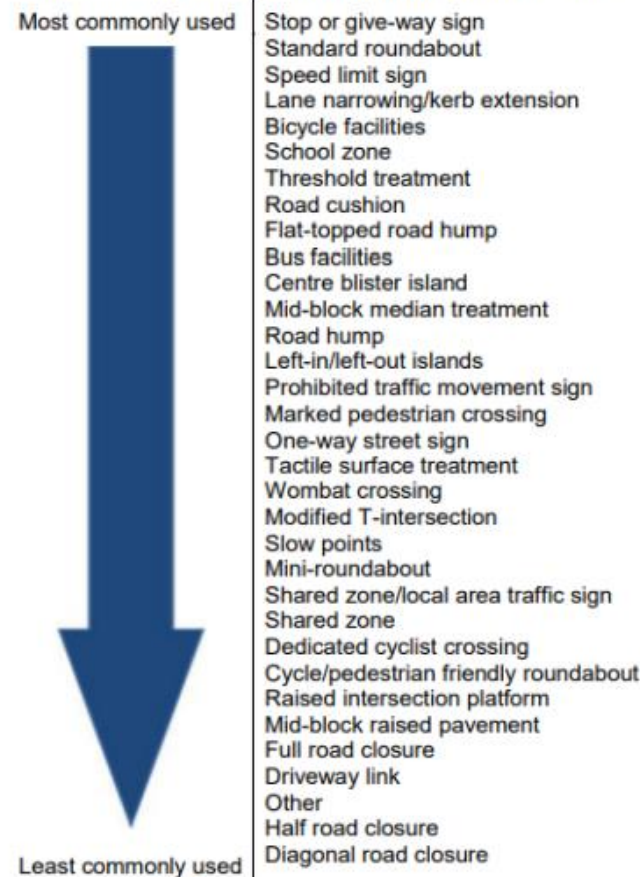 Most commonly used
Stop or give-way sign
Standard roundabout
Speed limit sign
Lane narrowing/kerb extension
Bicycle facilities
School zone
Threshold treatment
Road cushion
Flat-topped road hump
Bus facilities
Centre blister island
Mid-block median treatment
Road hump
Left-in/left-out islands
Prohibited traffic movement sign
Marked pedestrian crossing
One-way street sign
Tactile surface treatment
Wombat crossing
Modified T-intersection
Slow points
Mini-roundabout
Shared zone/local area traffic sign
Shared zone
Dedicated cyclist crossing
Cycle/pedestrian friendly roundabout
Raised intersection platform
Mid-block raised pavement
Full road closure
Driveway link
Other
Half road closure
Diagonal road closure
Least commonly used